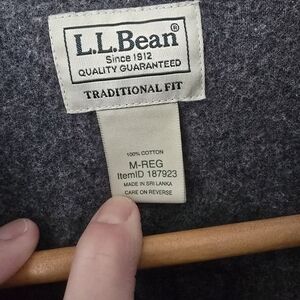 L.L.Bean®
Since 1912
QUALITY GUARANTEED
TRADITIONAL FIT
100% COTTON
M-REG
ItemID 187923
MADE IN SRI LANKA
CARE ON REVERSE